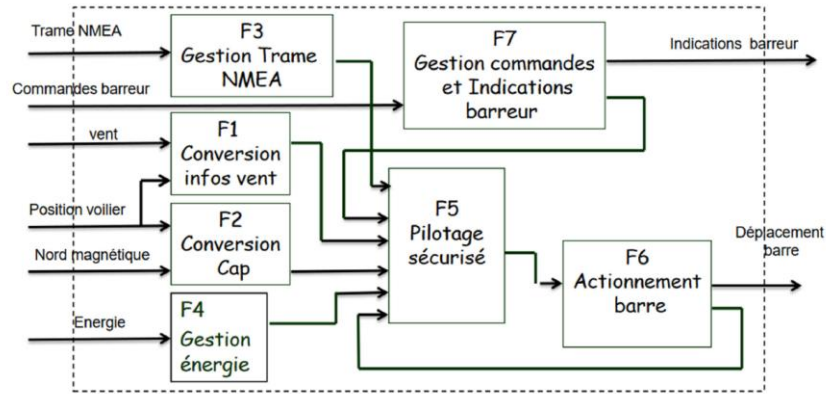 Trame NMEA
F3
Gestion Trame
NMEA
F7
Gestion commandes
et Indications
barreur
Indications barreur
Commandes barreur
vent
F1
Conversion
infos vent
Position voilier
F2
Conversion
Cap
Nord magnétique
F5
Pilotage
sécurisé
F6
Actionnement
barre
Déplacement
barre
Energie
F4
Gestion
énergie